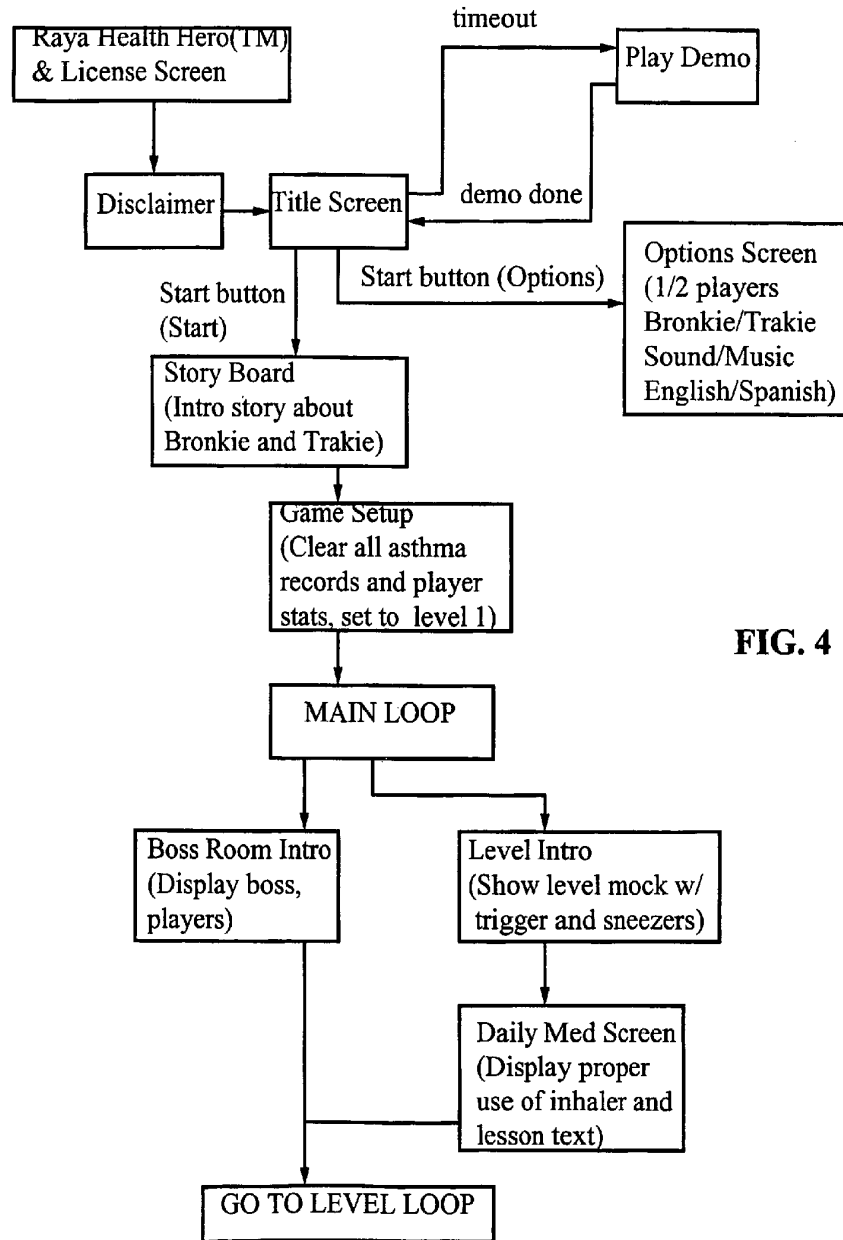 Raya Health Hero(TM)
& License Screen
timeout
Play Demo
Disclaimer
Title Screen
demo done
Start button (Options)
Options Screen
(1/2 players
Bronkie/Trakie
Sound/Music
English/Spanish)
Start button
(Start)
Story Board
(Intro story about
Bronkie and Trakie)
Game Setup
(Clear all asthma
records and player
stats, set to level 1)
FIG. 4
MAIN LOOP
Boss Room Intro
(Display boss,
players)
Level Intro
(Show level mock w/
trigger and sneezers)
Daily Med Screen
(Display proper
use of inhaler and
lesson text)
GO TO LEVEL LOOP